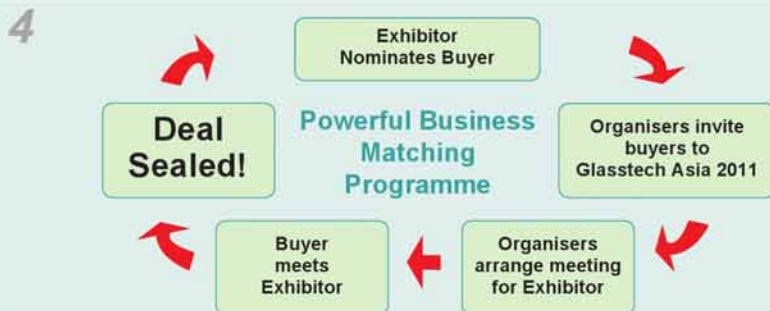 4
Exhibitor
Nominates Buyer
Powerful Business
Matching
Programme
Organisers invite
buyers to
Glasstech Asia 2011
Organisers
arrange meeting
for Exhibitor
Buyer
meets
Exhibitor
Deal
Sealed!